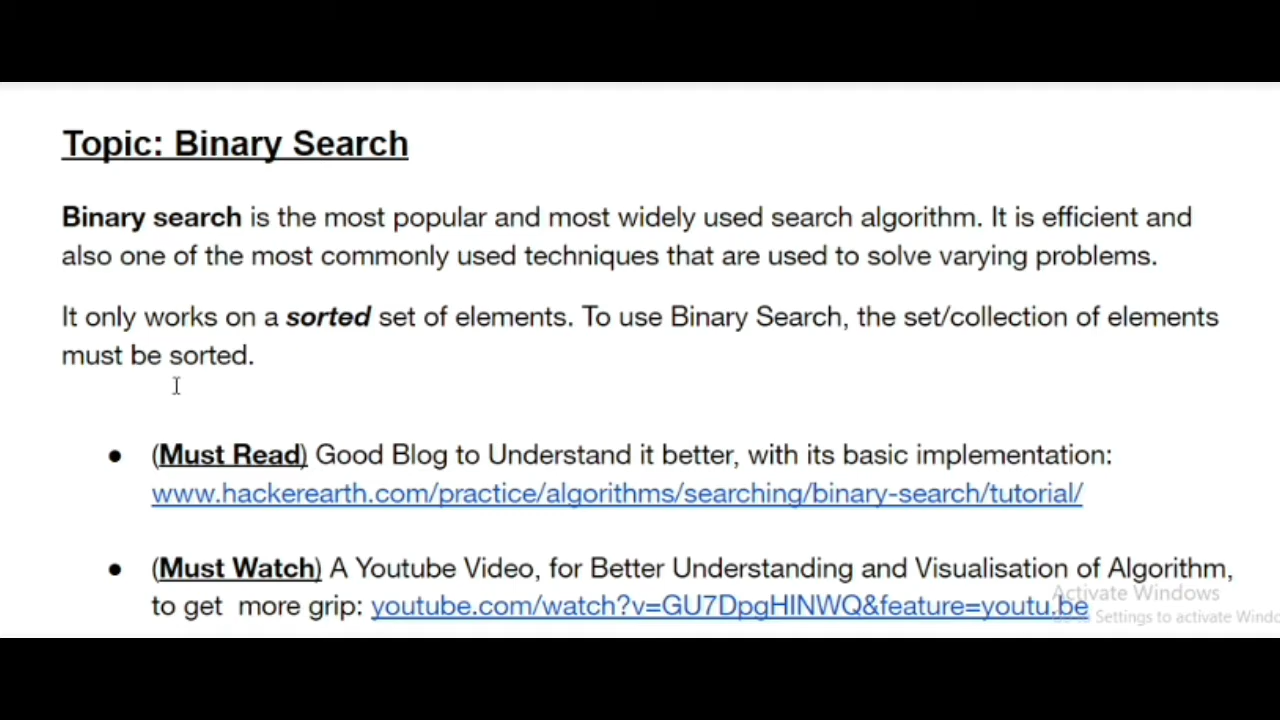 Topic: Binary Search
Binary search is the most popular and most widely used search algorithm. It is efficient and
also one of the most commonly used techniques that are used to solve varying problems.
It only works on a sorted set of elements. To use Binary Search, the set/collection of elements
must be sorted.
● (Must Read) Good Blog to Understand it better, with its basic implementation:
www.hackerearth.com/practice/algorithms/searching/binary-search/tutorial/
● (Must Watch) A Youtube Video, for Better Understanding and Visualisation of Algorithm,
to get more grip: youtube.com/watch?v=GU7DpgHINWQ&feature=youtu.be
Activate Windows
Settings to activate Windo